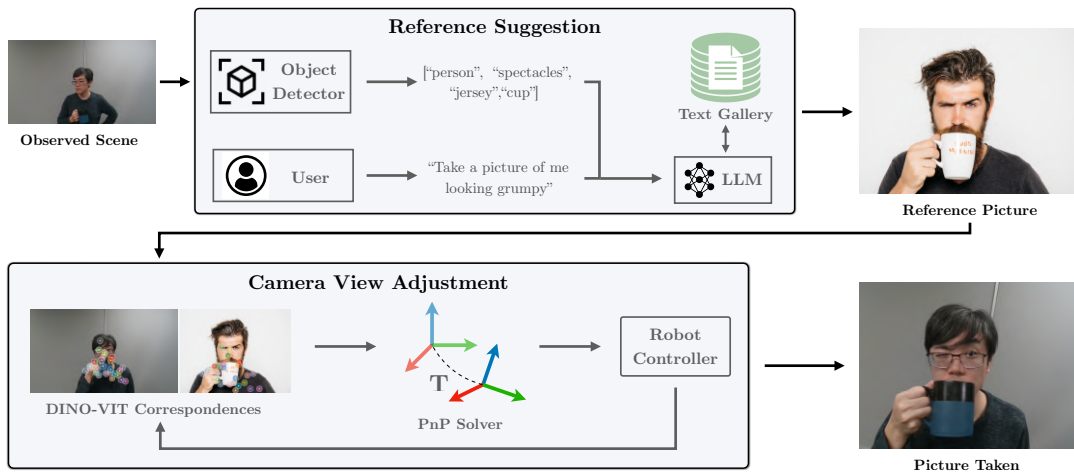 Reference Suggestion
Observed Scene
Object
Detector
["person", "spectacles",
"jersey","cup"]
Text Gallery
User
"Take a picture of me
looking grumpy"
LLM
Reference Picture
Camera View Adjustment
DINO-VIT Correspondences
T
PnP Solver
Robot
Controller
Picture Taken